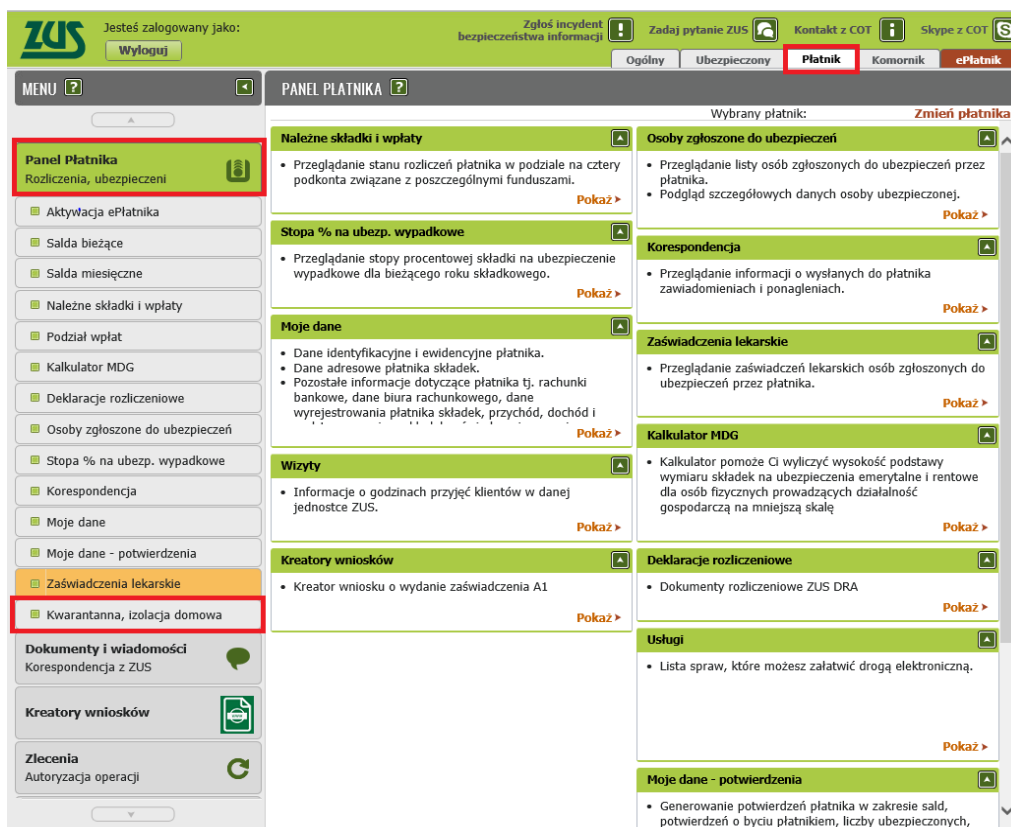 ZUS
Jesteś zalogowany jako:
Wyloguj
Zgłoś incydent
bezpieczeństwa informacji
Zadaj pytanie ZUS
Kontakt z COT
Skype z COT
Ogólny
Ubezpieczony
Płatnik
Komornik
ePłatnik
MENU ?
PANEL PŁATNIKA ?
Wybrany płatnik:
Zmień płatnika
Panel Płatnika
Rozliczenia, ubezpieczeni
Aktywacja ePłatnika
Salda bieżące
Salda miesięczne
Należne składki i wpłaty
Podział wpłat
Kalkulator MDG
Deklaracje rozliczeniowe
Osoby zgłoszone do ubezpieczeń
Stopa % na ubezp. wypadkowe
Korespondencja
Moje dane
Moje dane - potwierdzenia
Zaświadczenia lekarskie
Kwarantanna, izolacja domowa
Dokumenty i wiadomości
Korespondencja z ZUS
Kreatory wniosków
Zlecenia
Autoryzacja operacji
Należne składki i wpłaty
• Przeglądanie stanu rozliczeń płatnika w podziale na cztery
podkonta związane z poszczególnymi funduszami.
Pokaż
Stopa % na ubezp. wypadkowe
• Przeglądanie stopy procentowej składki na ubezpieczenie
wypadkowe dla bieżącego roku składkowego.
Pokaż
Moje dane
• Dane identyfikacyjne i ewidencyjne płatnika.
• Dane adresowe płatnika składek.
• Pozostałe informacje dotyczące płatnika tj. rachunki
bankowe, dane biura rachunkowego, dane
wyrejestrowania płatnika składek, przychód, dochód i
Pokaż
Wizyty
• Informacje o godzinach przyjęć klientów w danej
jednostce ZUS.
Pokaż
Kreatory wniosków
• Kreator wniosku o wydanie zaświadczenia A1
Pokaż
Osoby zgłoszone do ubezpieczeń
• Przeglądanie listy osób zgłoszonych do ubezpieczeń przez
płatnika.
• Podgląd szczegółowych danych osoby ubezpieczonej.
Pokaż
Korespondencja
• Przeglądanie informacji o wysłanych do płatnika
zawiadomieniach i ponagleniach.
Pokaż
Zaświadczenia lekarskie
• Przeglądanie zaświadczeń lekarskich osób zgłoszonych do
ubezpieczeń przez płatnika.
Pokaż
Kalkulator MDG
• Kalkulator pomoże Ci wyliczyć wysokość podstawy
wymiaru składek na ubezpieczenia emerytalne i rentowe
dla osób fizycznych prowadzących działalność
gospodarczą na mniejszą skalę
Pokaż
Deklaracje rozliczeniowe
• Dokumenty rozliczeniowe ZUS DRA
Pokaż
Usługi
• Lista spraw, które możesz załatwić drogą elektroniczną.
Pokaż
Moje dane - potwierdzenia
• Generowanie potwierdzeń płatnika w zakresie sald,
potwierdzeń o byciu płatnikiem, liczby ubezpieczonych,